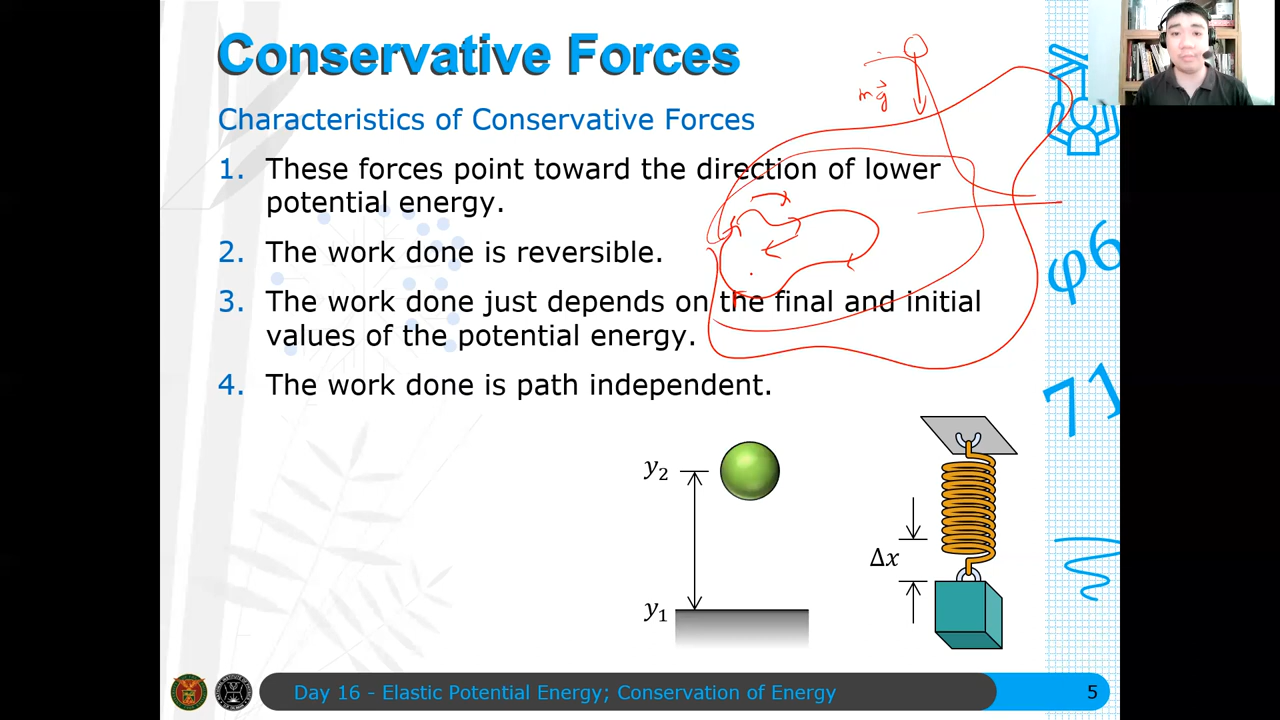 Conservative Forces
mg⃗
Characteristics of Conservative Forces
1. These forces point toward the direction of lower
potential energy.
2. The work done is reversible.
φ6
3. The work done just depends on the final and initial
values of the potential energy.
4. The work done is path independent.
71
y₂
Δx
y₁
Day 16 - Elastic Potential Energy; Conservation of Energy
5